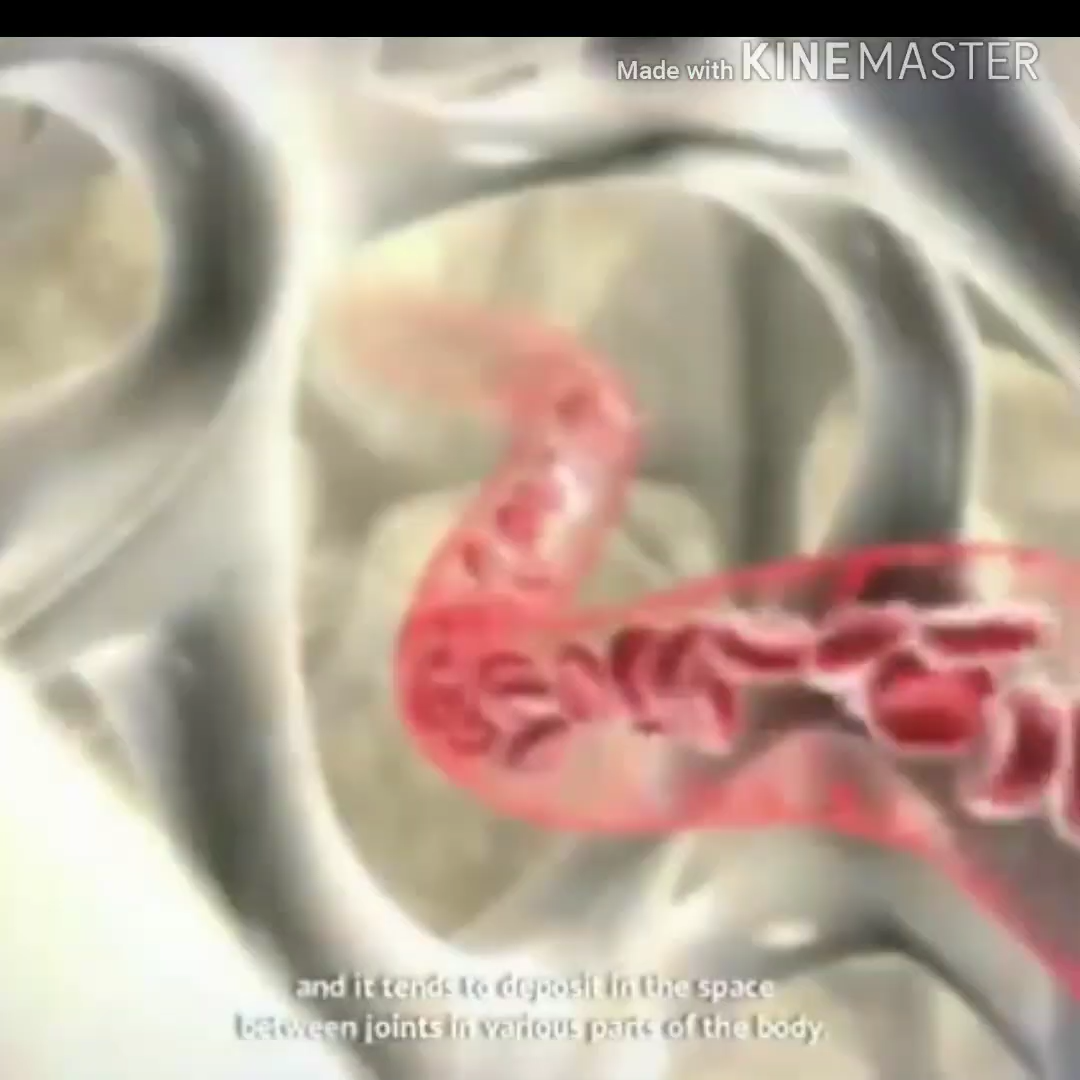 Made with KINEMASTER
and it tends to deposit in the space
between joints in various parts of the body.